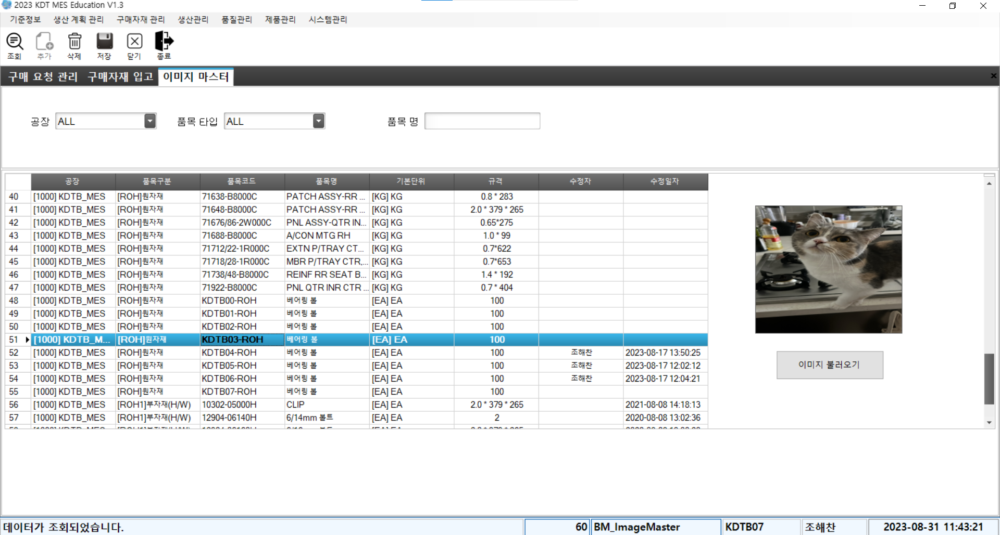 2023 KDT MES Education V1.3
기준정보 생산 계획 관리 구매자재 관리 생산관리 품질관리 제품관리 시스템관리
조회 추가 삭제 저장 닫기 종료
구매 요청 관리 구매자재 입고 이미지 마스터
공장 ALL 품목 타입 ALL 품목 명
공장 품목구분 품목코드 품목명 기본단위 규격 수정자 수정일자
40 [1000] KDTB_MES [ROH]원자재 71638-B8000C PATCH ASSY-RR ... [KG] KG 0.8 * 283
41 [1000] KDTB_MES [ROH]원자재 71648-B8000C PATCH ASSY-RR ... [KG] KG 2.0 * 379 * 265
42 [1000] KDTB_MES [ROH]원자재 71676/86-2W000C PNL ASSY-QTR IN... [KG] KG 0.65*275
43 [1000] KDTB_MES [ROH]원자재 71688-B8000C A/CON MTG RH [KG] KG 1.0 * 99
44 [1000] KDTB_MES [ROH]원자재 71712/22-1R000C EXTN P/TRAY CT... [KG] KG 0.7*622
45 [1000] KDTB_MES [ROH]원자재 71718/28-1R000C MBR P/TRAY CTR,... [KG] KG 0.7*653
46 [1000] KDTB_MES [ROH]원자재 71738/48-B8000C REINF RR SEAT B... [KG] KG 1.4 * 192
47 [1000] KDTB_MES [ROH]원자재 71922-B8000C PNL QTR INR CTR ... [KG] KG 0.7 * 404
48 [1000] KDTB_MES [ROH]원자재 KDTB00-ROH 베어링 볼 [EA] EA 100
49 [1000] KDTB_MES [ROH]원자재 KDTB01-ROH 베어링 볼 [EA] EA 100
50 [1000] KDTB_MES [ROH]원자재 KDTB02-ROH 베어링 볼 [EA] EA 100
51 [1000] KDTB_M... [ROH]원자재 KDTB03-ROH 베어링 볼 [EA] EA 100
52 [1000] KDTB_MES [ROH]원자재 KDTB04-ROH 베어링 볼 [EA] EA 100 조해찬 2023-08-17 13:50:25
53 [1000] KDTB_MES [ROH]원자재 KDTB05-ROH 베어링 볼 [EA] EA 100 조해찬 2023-08-17 12:02:12
54 [1000] KDTB_MES [ROH]원자재 KDTB06-ROH 베어링 볼 [EA] EA 100 조해찬 2023-08-17 12:04:21
55 [1000] KDTB_MES [ROH]원자재 KDTB07-ROH 베어링 볼 [EA] EA 100
56 [1000] KDTB_MES [ROH1]부자재(H/W) 10302-05000H CLIP [EA] EA 2.0 * 379 * 265 2021-08-08 14:18:13
57 [1000] KDTB_MES [ROH1]부자재(H/W) 12904-06140H 6/14mm 볼트 [EA] EA 2 2020-08-08 13:02:36
이미지 불러오기
데이터가 조회되었습니다. 60 BM_ImageMaster KDTB07 조해찬 2023-08-31 11:43:21